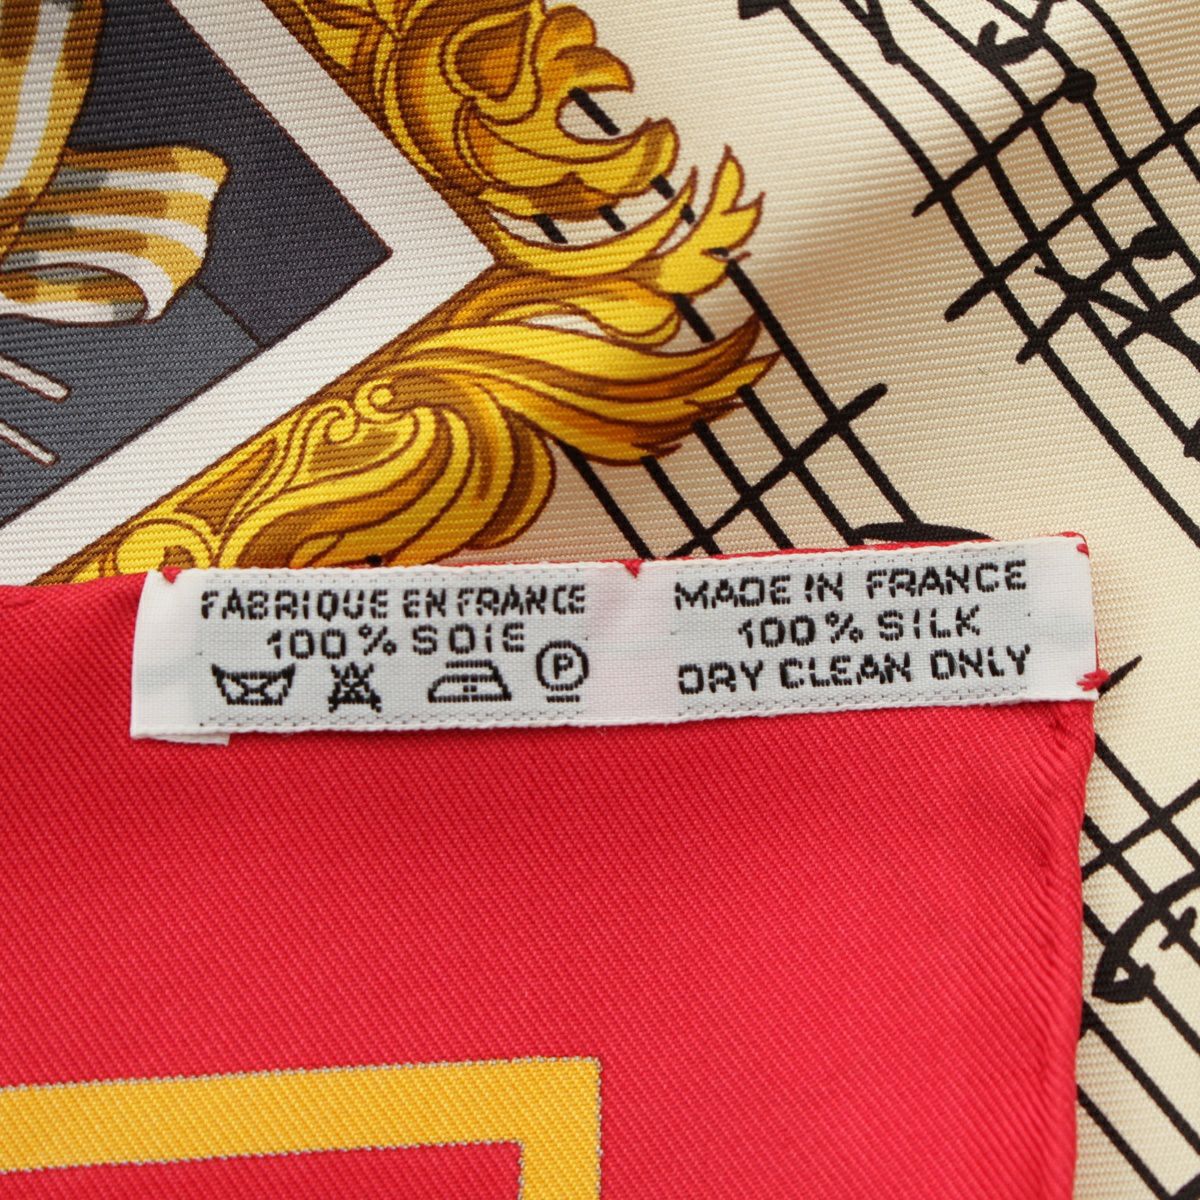 FABRIQUE EN FRANCE
100% SOIE
P
MADE IN FRANCE
100% SILK
DRY CLEAN ONLY